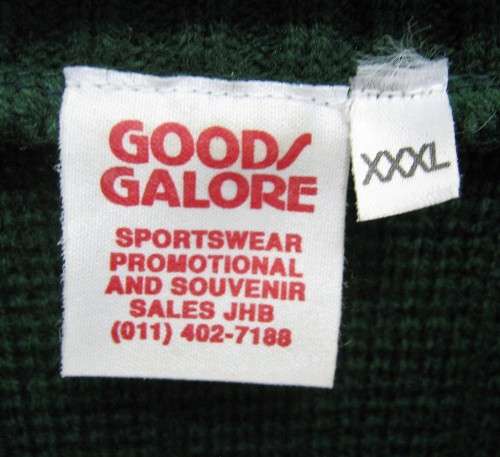 GOODS
GALORE
SPORTSWEAR
PROMOTIONAL
AND SOUVENIR
SALES JHB
(011) 402-7188
XXXL